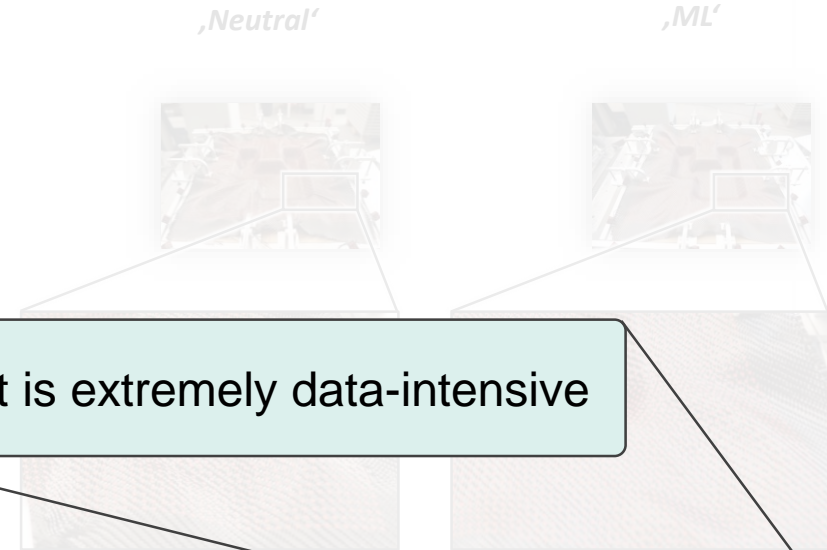 ‚Neutral‘
‚ML‘
t is extremely data-intensive